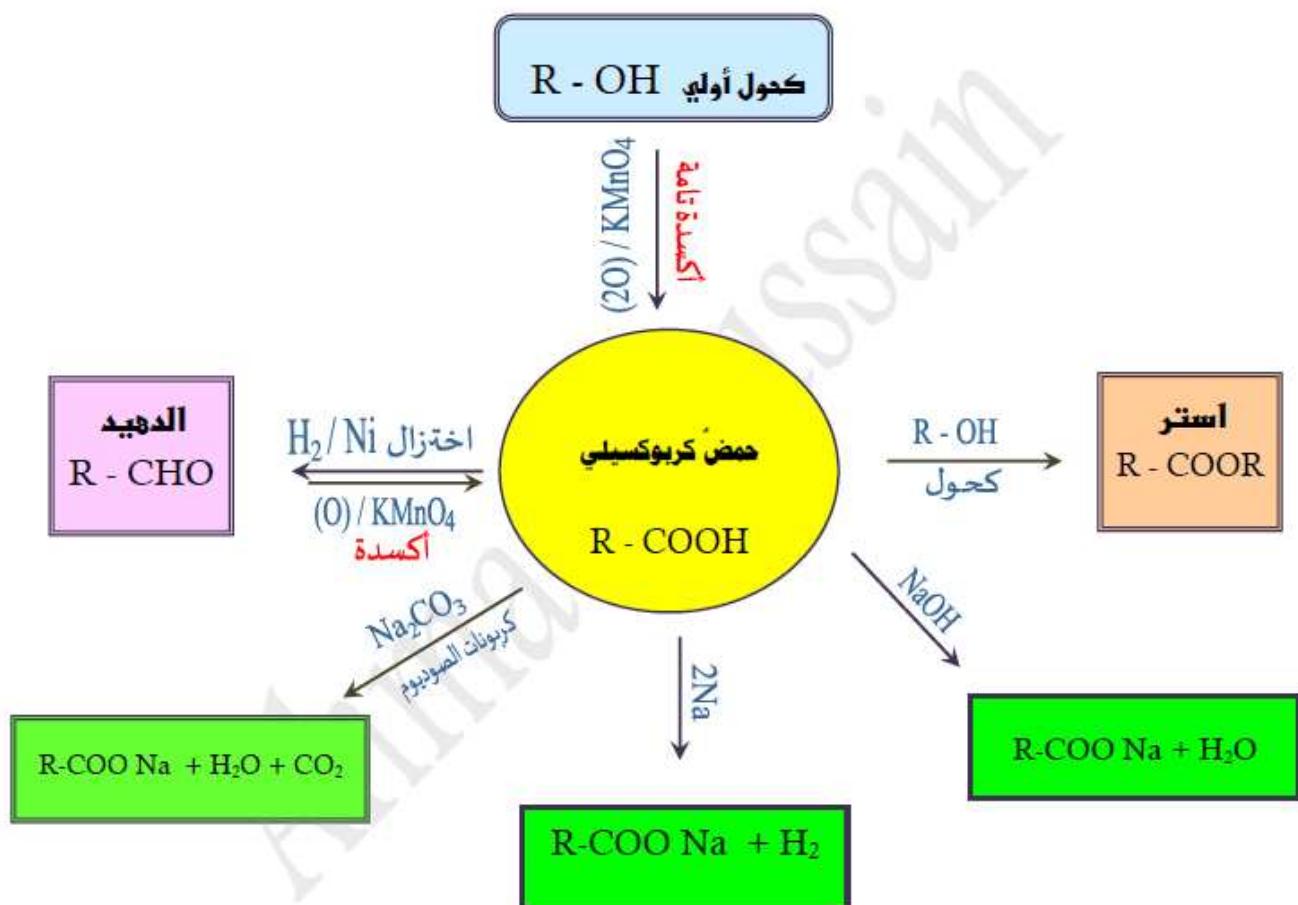 R - OH كحول أولي
(2O) / KMnO₄
أكسدة تامة
الدهيد
R - CHO
H₂ / Ni اختزال
(O) / KMnO₄
أكسدة
حمض كربوكسيلي
R - COOH
R - OH
كحول
استر
R - COOR
Na₂CO₃
كربونات الصوديوم
2Na
NaOH
R-COO Na + H₂O + CO₂
R-COO Na + H₂
R-COO Na + H₂O